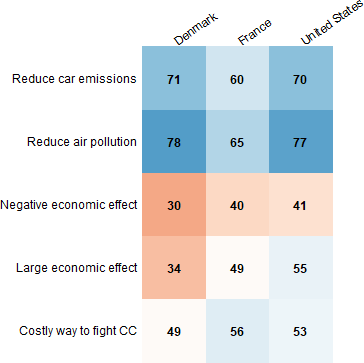 Denmark France United States
Reduce car emissions 71 60 70
Reduce air pollution 78 65 77
Negative economic effect 30 40 41
Large economic effect 34 49 55
Costly way to fight CC 49 56 53